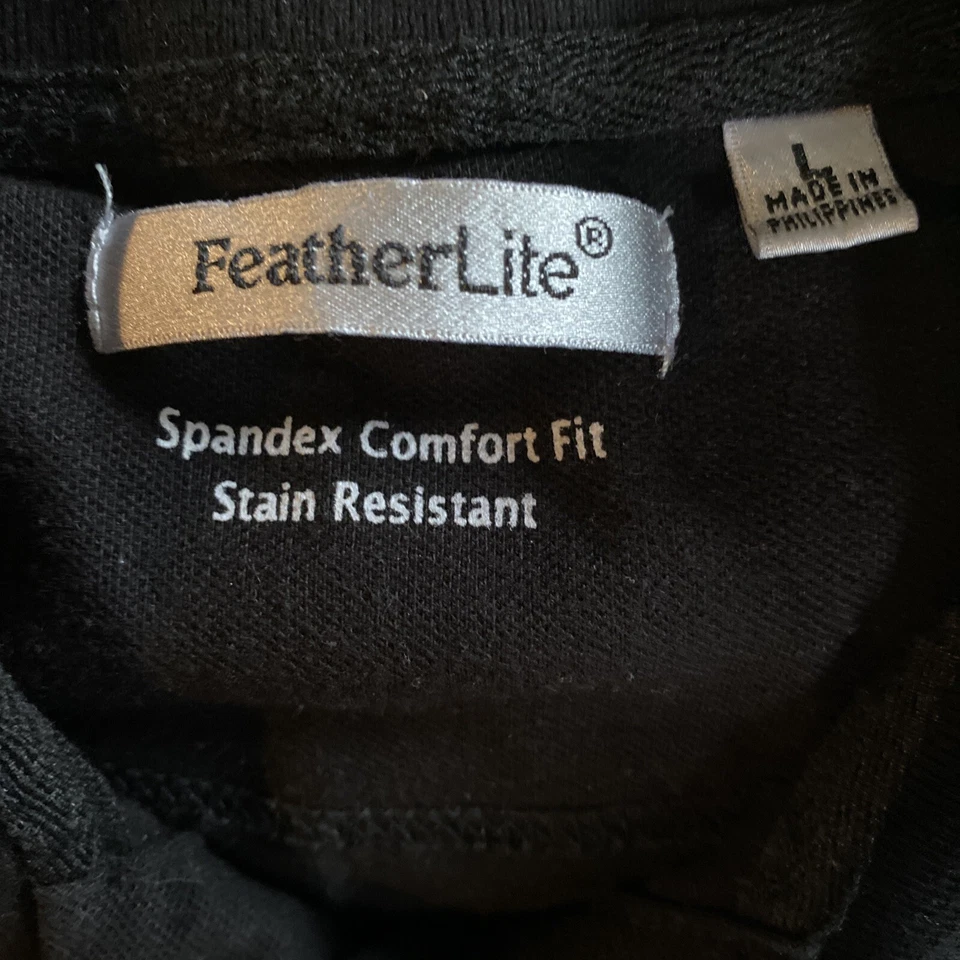 FeatherLite®
L
MADE IN
PHILIPPINES
Spandex Comfort Fit
Stain Resistant